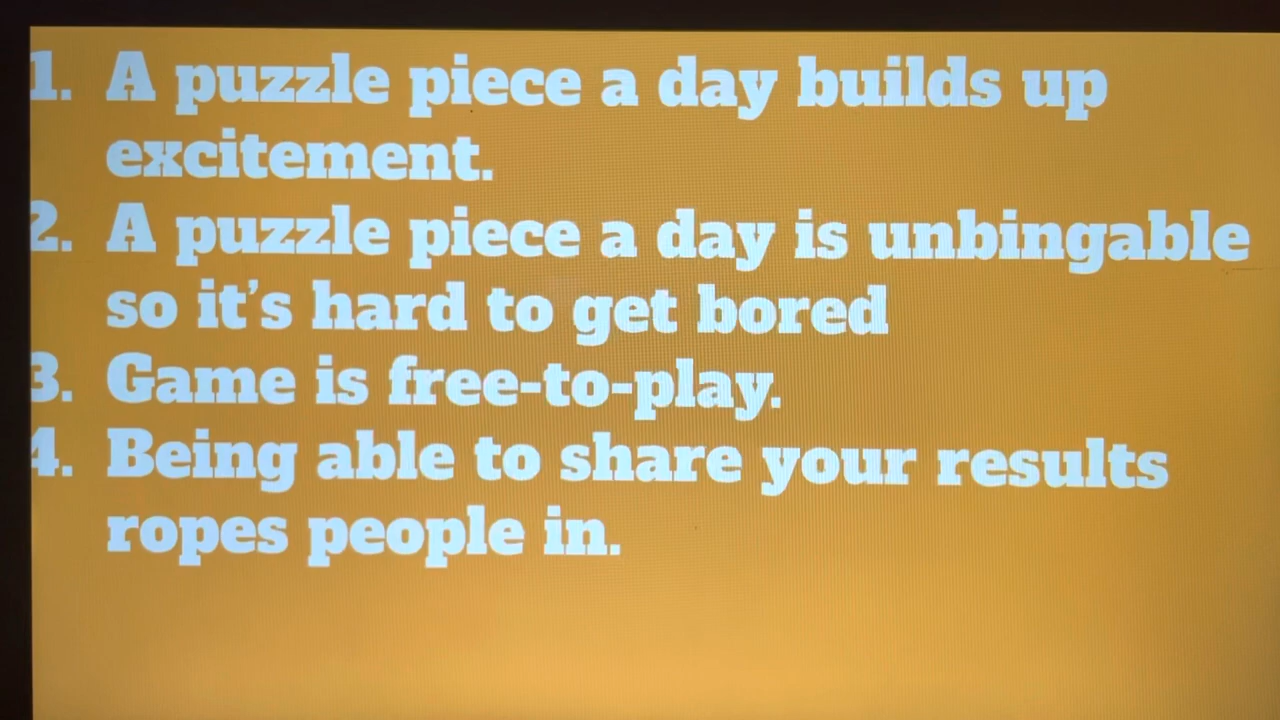 1. A puzzle piece a day builds up
excitement.
2. A puzzle piece a day is unbingable
so it's hard to get bored
3. Game is free-to-play.
4. Being able to share your results
ropes people in.